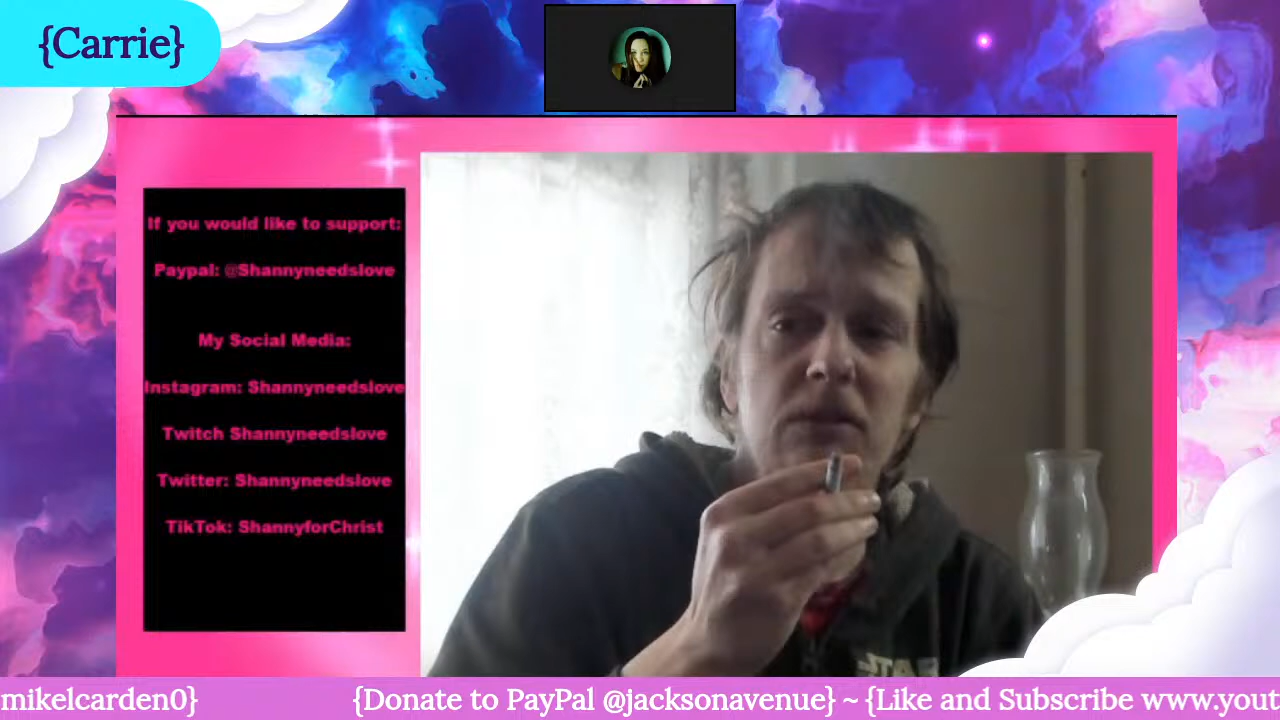 {Carrie}
If you would like to support:
Paypal: @Shannyneedslove
My Social Media:
Instagram: Shannyneedslove
Twitch Shannyneedslove
Twitter: Shannyneedslove
TikTok: ShannyforChrist
mikelcarden0} {Donate to PayPal @jacksonavenue} ~ {Like and Subscribe www.yout